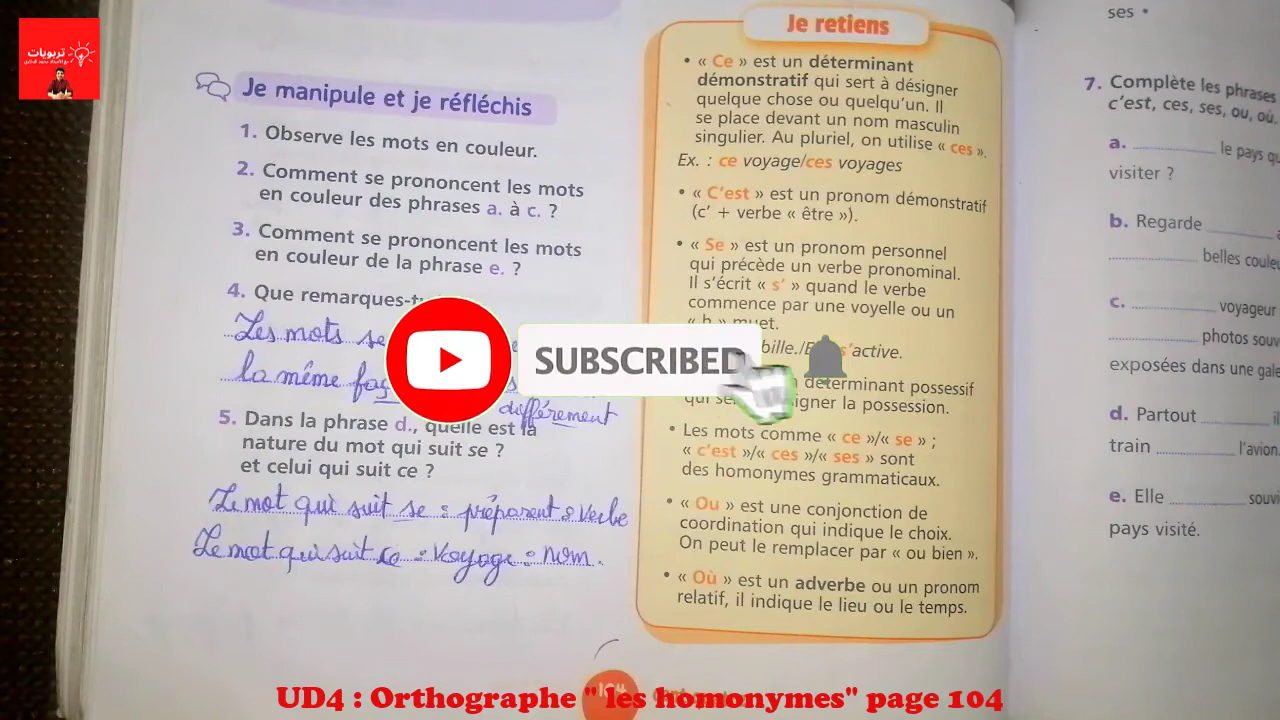 تربويات
Je manipule et je réfléchis
1. Observe les mots en couleur.
2. Comment se prononcent les mots
en couleur des phrases a. à c. ?
3. Comment se prononcent les mots
en couleur de la phrase e. ?
4. Que remarques-t
Les mots se
la même faç
différement
5. Dans la phrase d., quelle est la
nature du mot qui suit se ?
et celui qui suit ce ?
Le mot qui suit se : préparent : verbe
Le mot qui suit ce : voyage : nom.
SUBSCRIBED
Je retiens
• « Ce » est un déterminant
démonstratif qui sert à désigner
quelque chose ou quelqu'un. Il
se place devant un nom masculin
singulier. Au pluriel, on utilise « ces ».
Ex. : ce voyage/ces voyages
• « C'est » est un pronom démonstratif
(c' + verbe « être »).
• « Se » est un pronom personnel
qui précède un verbe pronominal.
Il s'écrit « s' » quand le verbe
commence par une voyelle ou un
« h » muet.
bille./E s'active.
déterminant possessif
qui se igner la possession.
• Les mots comme « ce »/« se » ;
« c'est »/« ces »/« ses » sont
des homonymes grammaticaux.
• « Ou » est une conjonction de
coordination qui indique le choix.
On peut le remplacer par « ou bien ».
• « Où » est un adverbe ou un pronom
relatif, il indique le lieu ou le temps.
104
ses •
7. Complète les phrases
c'est, ces, ses, ou, où.
a. le pays qu
visiter ?
b. Regarde
belles coule
c. voyageur
photos souv
exposées dans une gale
d. Partout il
train l'avion.
e. Elle souv
pays visité.
UD4 : Orthographe " les homonymes" page 104